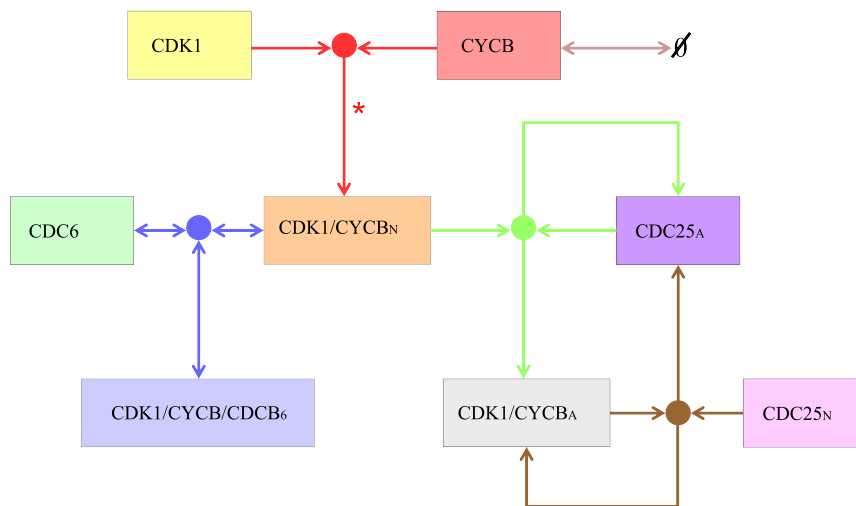 CDK1
CYCB
∅
*
CDC6
CDK1/CYCBN
CDC25A
CDK1/CYCB/CDCB6
CDK1/CYCBA
CDC25N